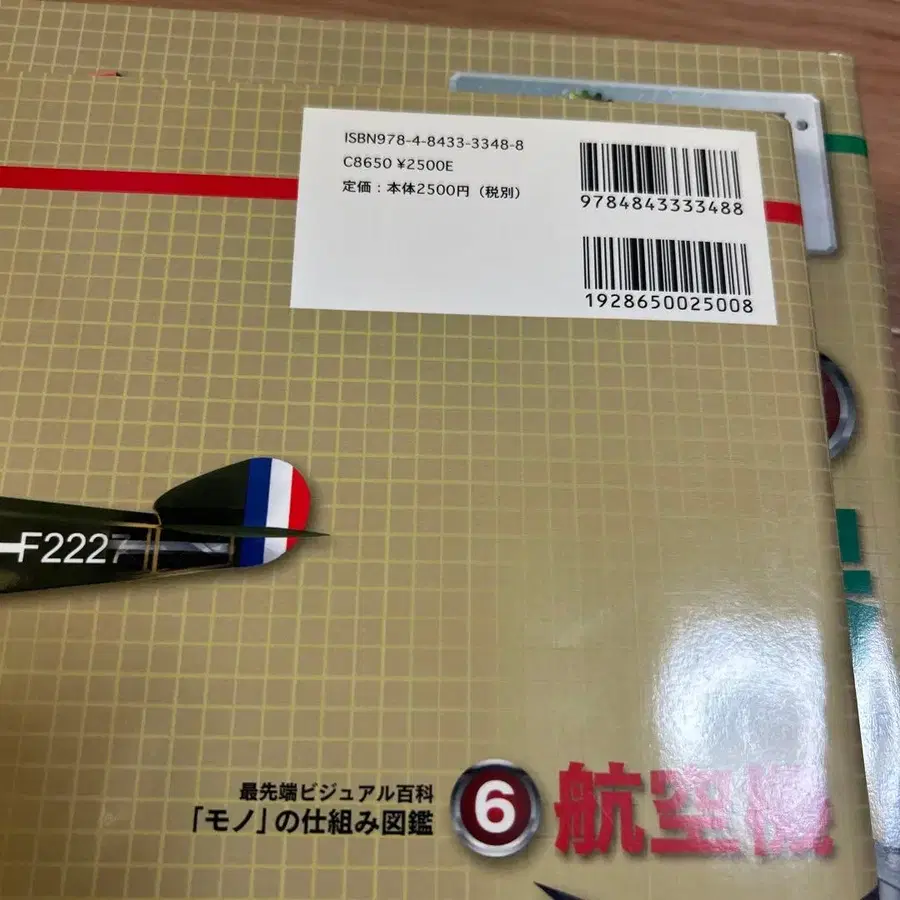 ISBN978-4-8433-3348-8
C8650 ¥2500E
定価：本体2500円（税別）
9784843333488
1928650025008
F2227
最先端ビジュアル百科
「モノ」の仕組み図鑑
6
航空機